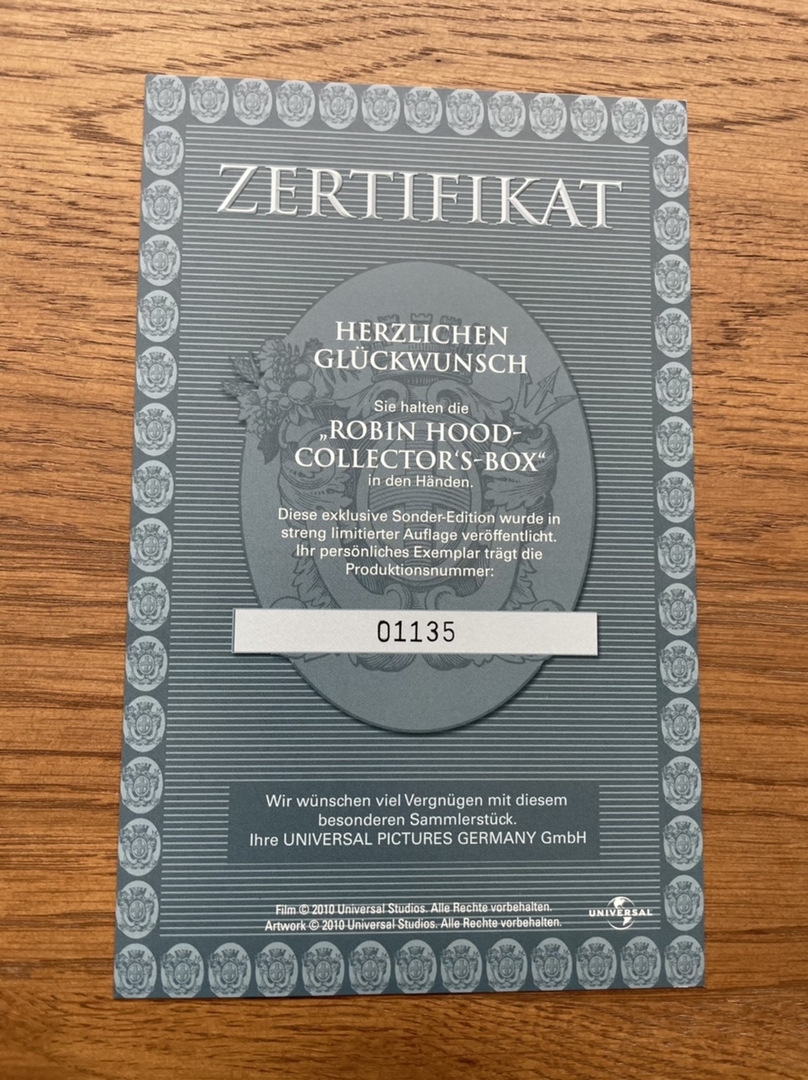 ZERTIFIKAT
HERZLICHEN
GLÜCKWUNSCH
Sie halten die
„ROBIN HOOD-
COLLECTOR‘S-BOX“
in den Händen.
Diese exklusive Sonder-Edition wurde in
streng limitierter Auflage veröffentlicht.
Ihr persönliches Exemplar trägt die
Produktionsnummer:
01135
Wir wünschen viel Vergnügen mit diesem
besonderen Sammlerstück.
Ihre UNIVERSAL PICTURES GERMANY GmbH
Film © 2010 Universal Studios. Alle Rechte vorbehalten.
Artwork © 2010 Universal Studios. Alle Rechte vorbehalten.
UNIVERSAL